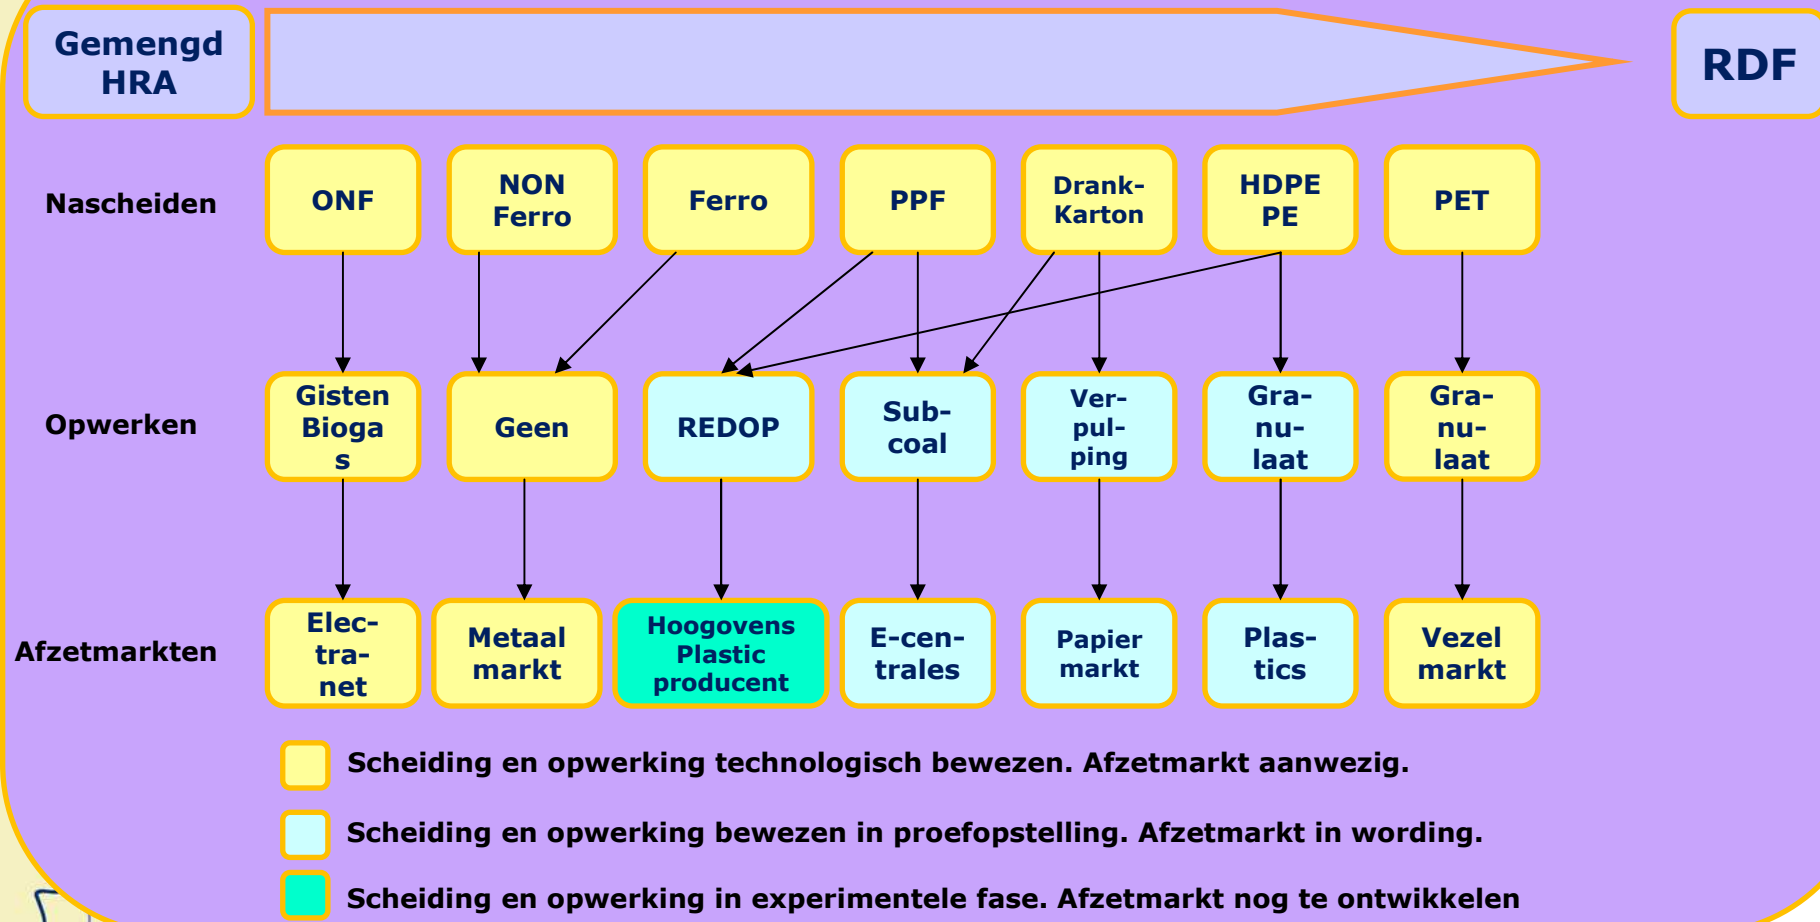 Gemengd
HRA
RDF
Nascheiden
ONF
NON
Ferro
Ferro
PPF
Drank-
Karton
HDPE
PE
PET
Opwerken
Gisten
Bioga
s
Geen
REDOP
Sub-
coal
Ver-
pul-
ping
Gra-
nu-
laat
Gra-
nu-
laat
Afzetmarkten
Elec-
tra-
net
Metaal
markt
Hoogovens
Plastic
producent
E-cen-
trales
Papier
markt
Plas-
tics
Vezel
markt
Scheiding en opwerking technologisch bewezen. Afzetmarkt aanwezig.
Scheiding en opwerking bewezen in proefopstelling. Afzetmarkt in wording.
Scheiding en opwerking in experimentele fase. Afzetmarkt nog te ontwikkelen